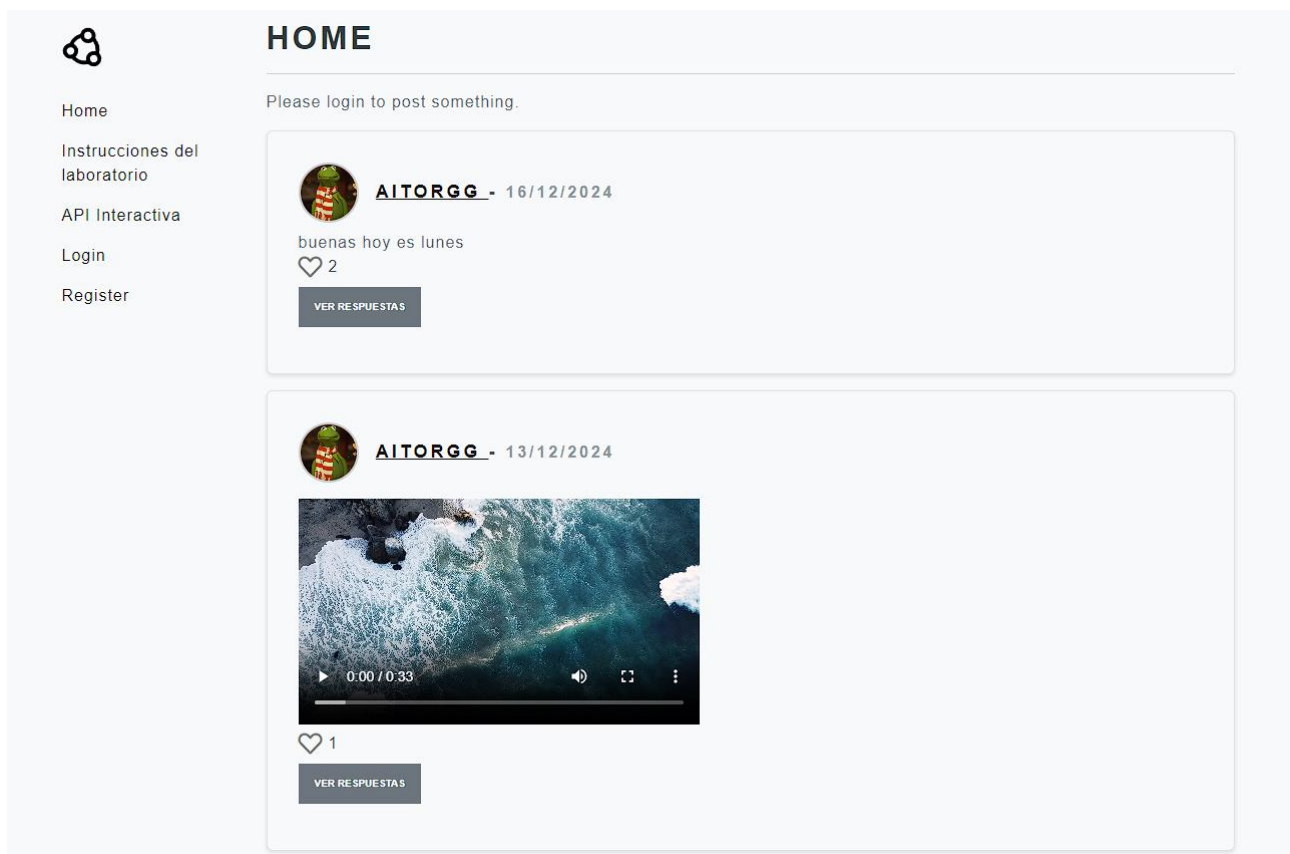 HOME
Home
Instrucciones del
laboratorio
API Interactiva
Login
Register
Please login to post something.
AITORGG - 16/12/2024
buenas hoy es lunes
2
VER RESPUESTAS
AITORGG - 13/12/2024
0:00 / 0:33
1
VER RESPUESTAS